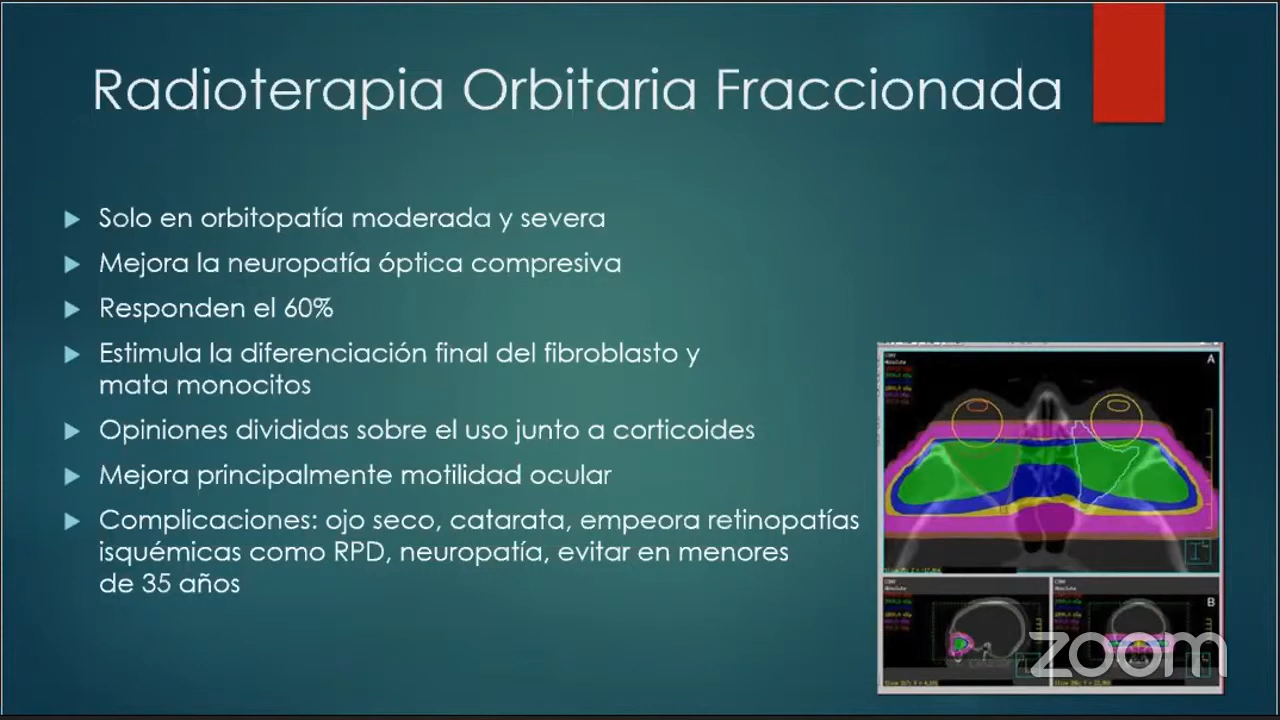 Radioterapia Orbitaria Fraccionada
Solo en orbitopatía moderada y severa
Mejora la neuropatía óptica compresiva
Responden el 60%
Estimula la diferenciación final del fibroblasto y
mata monocitos
Opiniones divididas sobre el uso junto a corticoides
Mejora principalmente motilidad ocular
Complicaciones: ojo seco, catarata, empeora retinopatías
isquémicas como RPD, neuropatía, evitar en menores
de 35 años
A
B
zoom